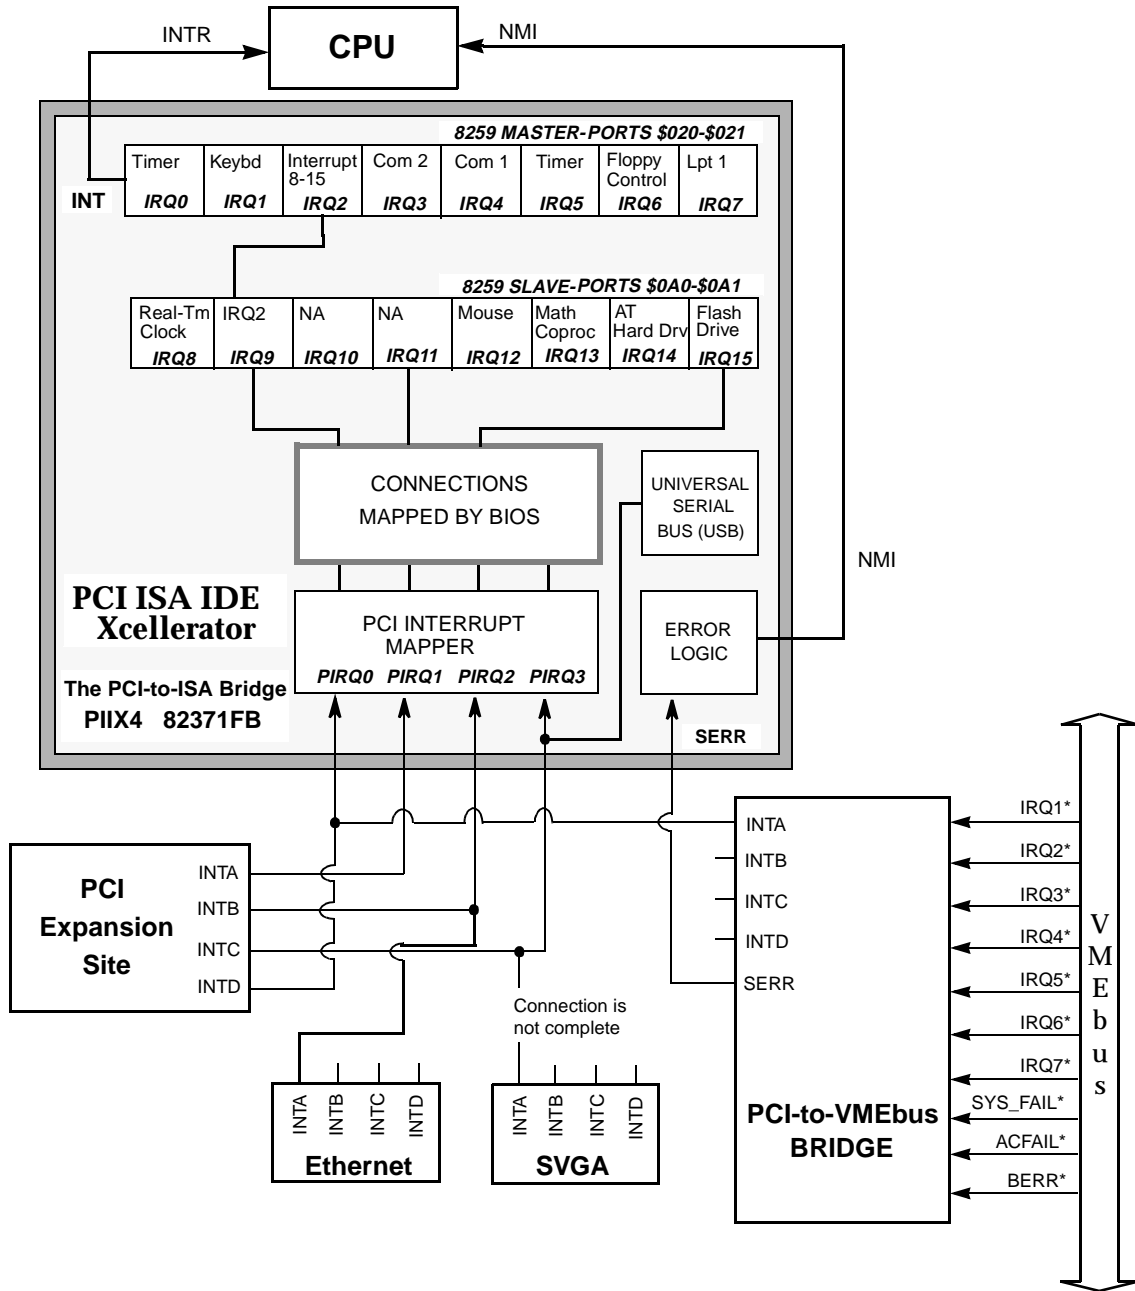 INTR
CPU
NMI
8259 MASTER-PORTS $020-$021
Timer
IRQ0
Keybd
IRQ1
Interrupt
8-15
IRQ2
Com 2
IRQ3
Com 1
IRQ4
Timer
IRQ5
Floppy
Control
IRQ6
Lpt 1
IRQ7
INT
8259 SLAVE-PORTS $0A0-$0A1
Real-Tm
Clock
IRQ8
IRQ2
IRQ9
NA
IRQ10
NA
IRQ11
Mouse
IRQ12
Math
Coproc
IRQ13
AT
Hard Drv
IRQ14
Flash
Drive
IRQ15
CONNECTIONS
MAPPED BY BIOS
UNIVERSAL
SERIAL
BUS (USB)
NMI
PCI ISA IDE
Xcellerator
PCI INTERRUPT
MAPPER
PIRQ0 PIRQ1 PIRQ2 PIRQ3
ERROR
LOGIC
The PCI-to-ISA Bridge
PIIX4 82371FB
SERR
PCI
Expansion
Site
INTA
INTB
INTC
INTD
INTA
INTB
INTC
INTD
SERR
PCI-to-VMEbus
BRIDGE
IRQ1*
IRQ2*
IRQ3*
IRQ4*
IRQ5*
IRQ6*
IRQ7*
SYS_FAIL*
ACFAIL*
BERR*
VMEbus
Connection is
not complete
INTA
INTB
INTC
INTD
Ethernet
INTA
INTB
INTC
INTD
SVGA